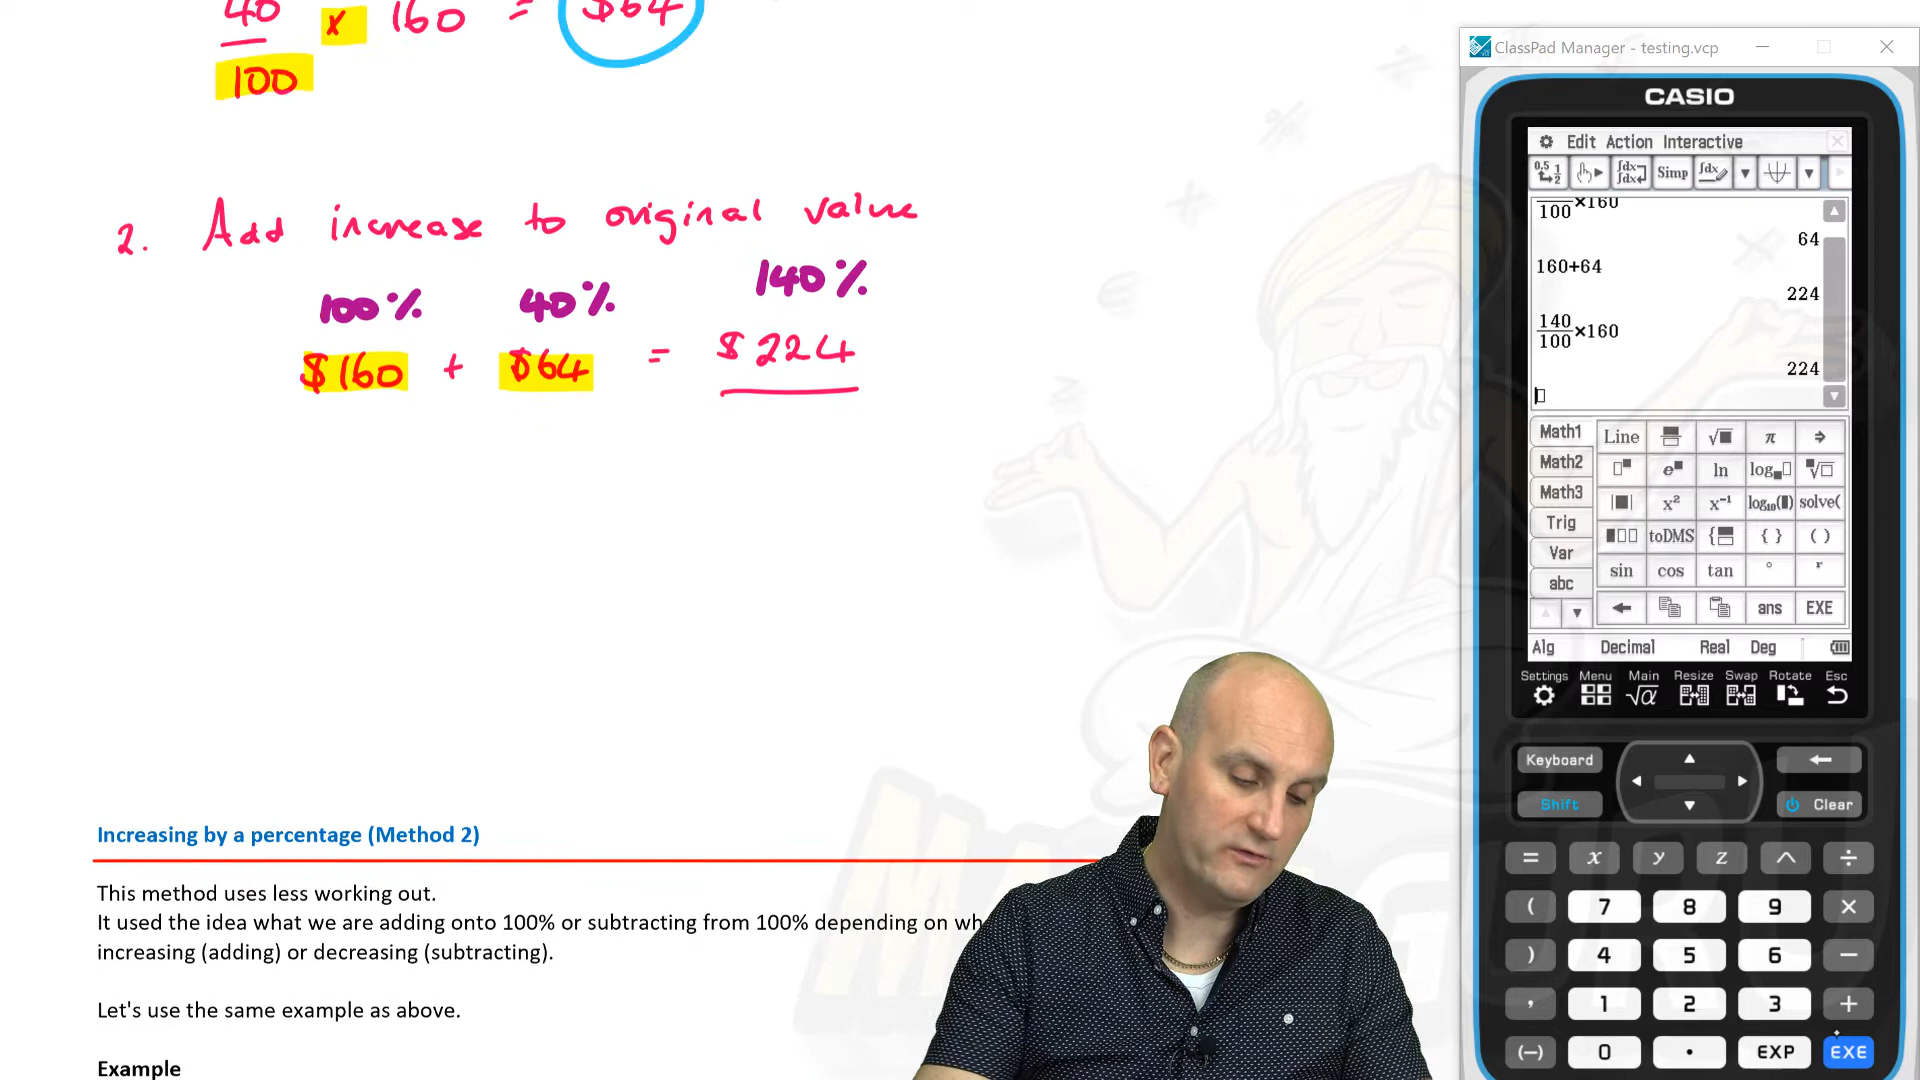 40 × 160 = $64
100
2. Add increase to original value
100% 40% 140%
$160 + $64 = $224
Increasing by a percentage (Method 2)
This method uses less working out.
It used the idea what we are adding onto 100% or subtracting from 100% depending on wh
increasing (adding) or decreasing (subtracting).
Let's use the same example as above.
Example
ClassPad Manager - testing.vcp
CASIO
Edit Action Interactive
Simp
100 ×160
64
160+64
224
140
100 ×160
224
Math1 Line √ π ⇒
Math2 e ln log √
Math3 |■| x² x⁻¹ log₁₀(■) solve(
Trig toDMS { } ( )
Var sin cos tan ° r
abc ans EXE
Alg Decimal Real Deg
Settings Menu Main Resize Swap Rotate Esc
Keyboard
Shift Clear
= x y z ^ ÷
( 7 8 9 ×
) 4 5 6 −
, 1 2 3 +
(−) 0 • EXP EXE